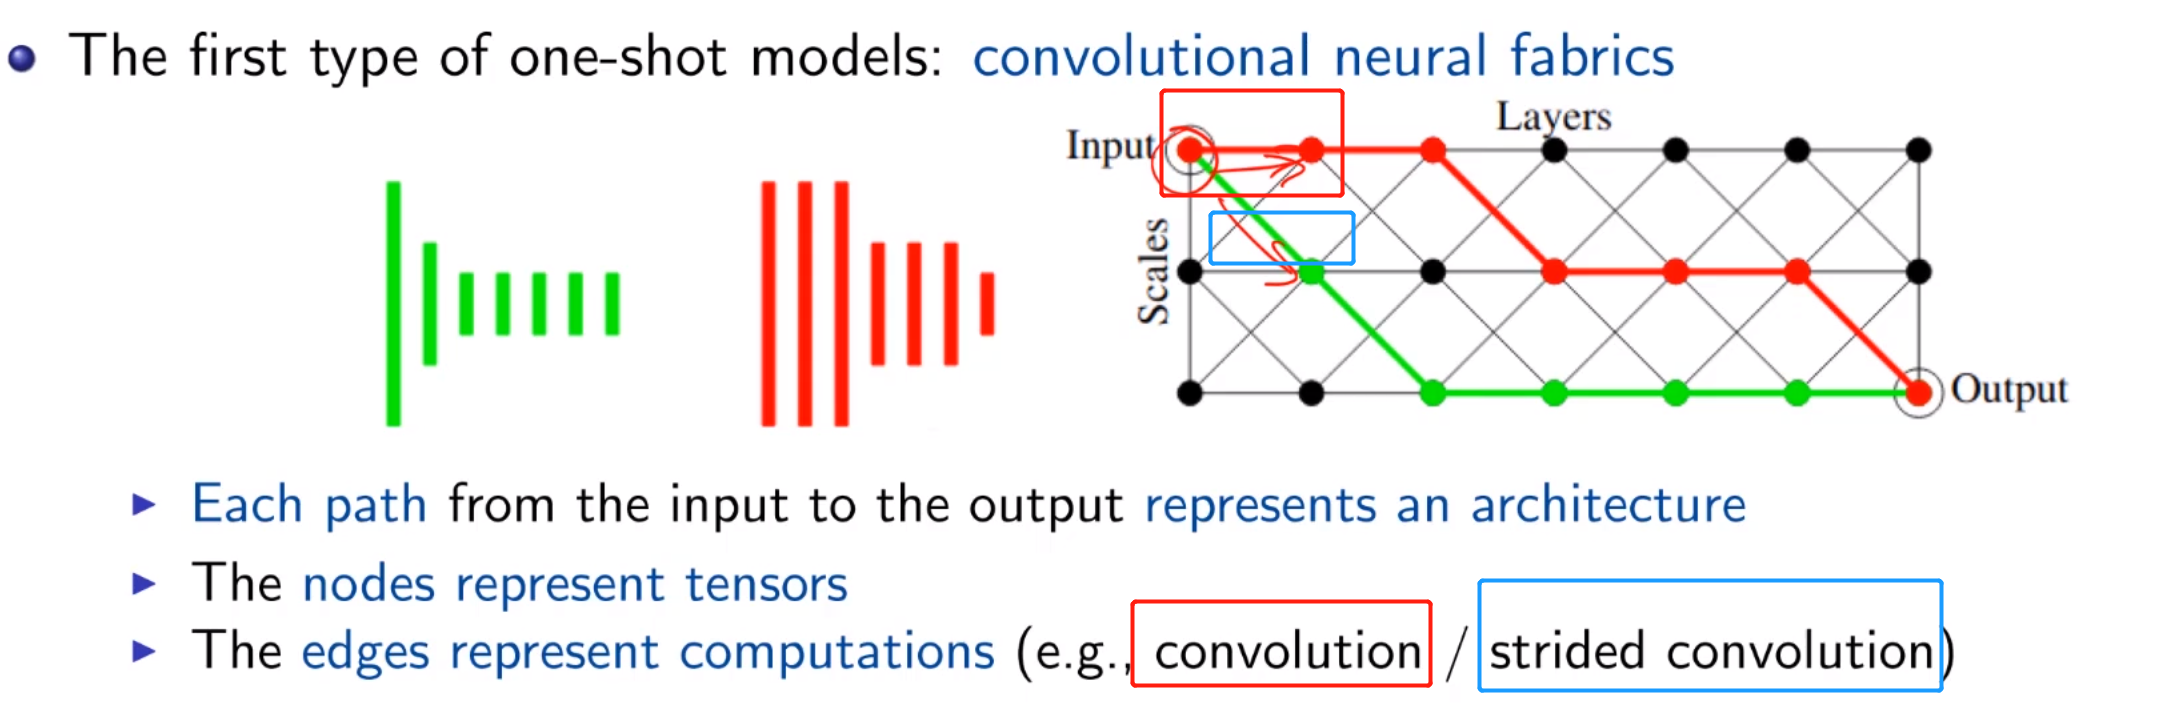 The first type of one-shot models: convolutional neural fabrics
Layers
Input
Scales
Output
Each path from the input to the output represents an architecture
The nodes represent tensors
The edges represent computations (e.g., convolution / strided convolution)